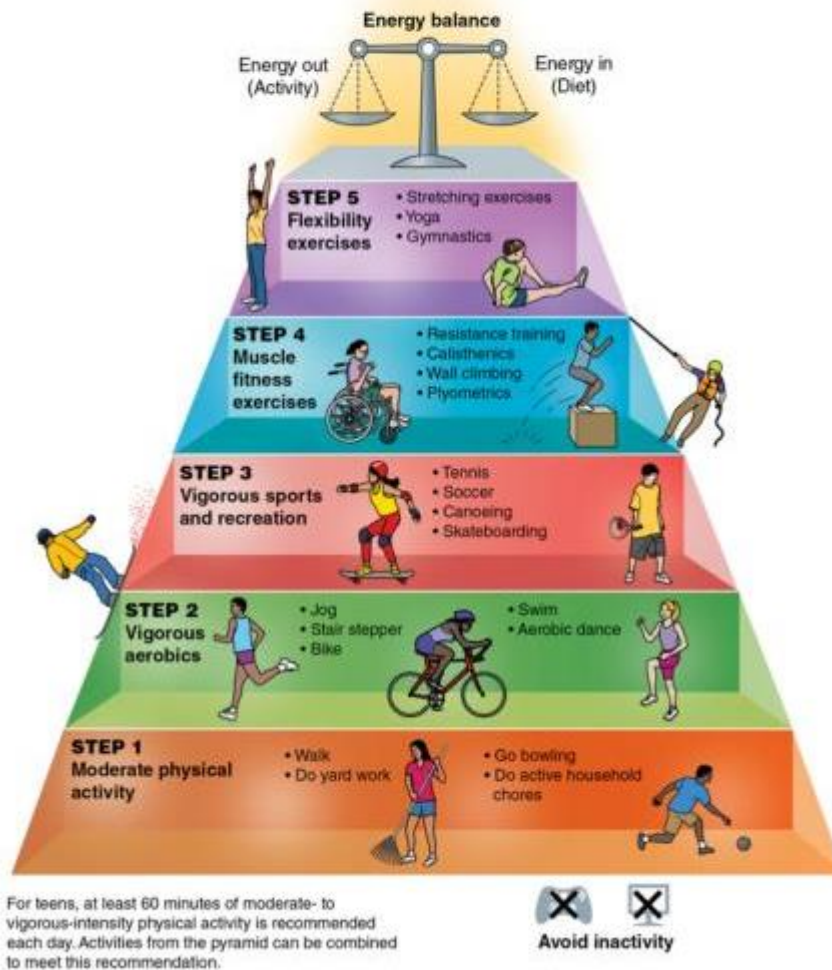 Energy balance
Energy out
(Activity)
Energy in
(Diet)
STEP 5
Flexibility
exercises
• Stretching exercises
• Yoga
• Gymnastics
STEP 4
Muscle
fitness
exercises
• Resistance training
• Calisthenics
• Wall climbing
• Plyometrics
STEP 3
Vigorous sports
and recreation
• Tennis
• Soccer
• Canoeing
• Skateboarding
STEP 2
Vigorous
aerobics
• Jog
• Stair stepper
• Bike
• Swim
• Aerobic dance
STEP 1
Moderate physical
activity
• Walk
• Do yard work
• Go bowling
• Do active household
chores
For teens, at least 60 minutes of moderate- to
vigorous-intensity physical activity is recommended
each day. Activities from the pyramid can be combined
to meet this recommendation.
Avoid inactivity